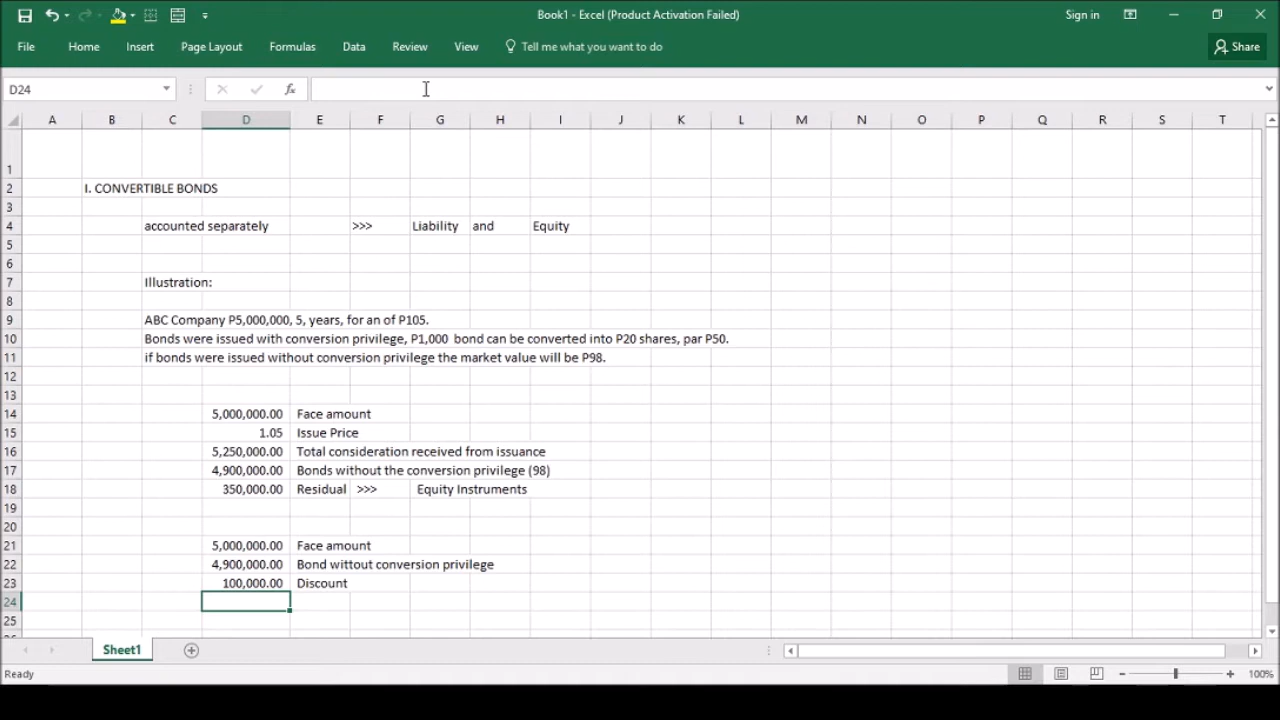 Book1 - Excel (Product Activation Failed)
Sign in
File Home Insert Page Layout Formulas Data Review View Tell me what you want to do Share
D24 fx
A B C D E F G H I J K L M N O P Q R S T
1
2 I. CONVERTIBLE BONDS
3
4 accounted separately >>> Liability and Equity
5
6
7 Illustration:
8
9 ABC Company P5,000,000, 5, years, for an of P105.
10 Bonds were issued with conversion privilege, P1,000 bond can be converted into P20 shares, par P50.
11 if bonds were issued without conversion privilege the market value will be P98.
12
13
14 5,000,000.00 Face amount
15 1.05 Issue Price
16 5,250,000.00 Total consideration received from issuance
17 4,900,000.00 Bonds without the conversion privilege (98)
18 350,000.00 Residual >>> Equity Instruments
19
20
21 5,000,000.00 Face amount
22 4,900,000.00 Bond wittout conversion privilege
23 100,000.00 Discount
24
25
Sheet1
Ready 100%